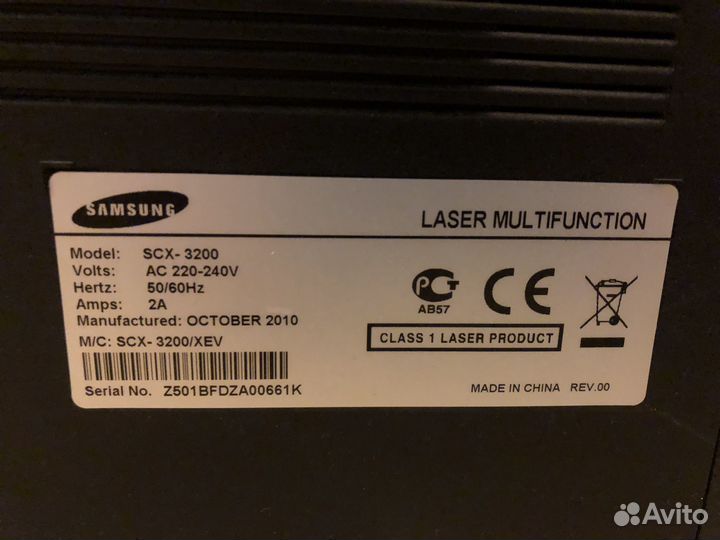 SAMSUNG
LASER MULTIFUNCTION
Model: SCX- 3200
Volts: AC 220-240V
Hertz: 50/60Hz
Amps: 2A
Manufactured: OCTOBER 2010
M/C: SCX- 3200/XEV
Serial No. Z501BFDZA00661K
РСТ
AB57
CE
CLASS 1 LASER PRODUCT
MADE IN CHINA REV.00
Avito